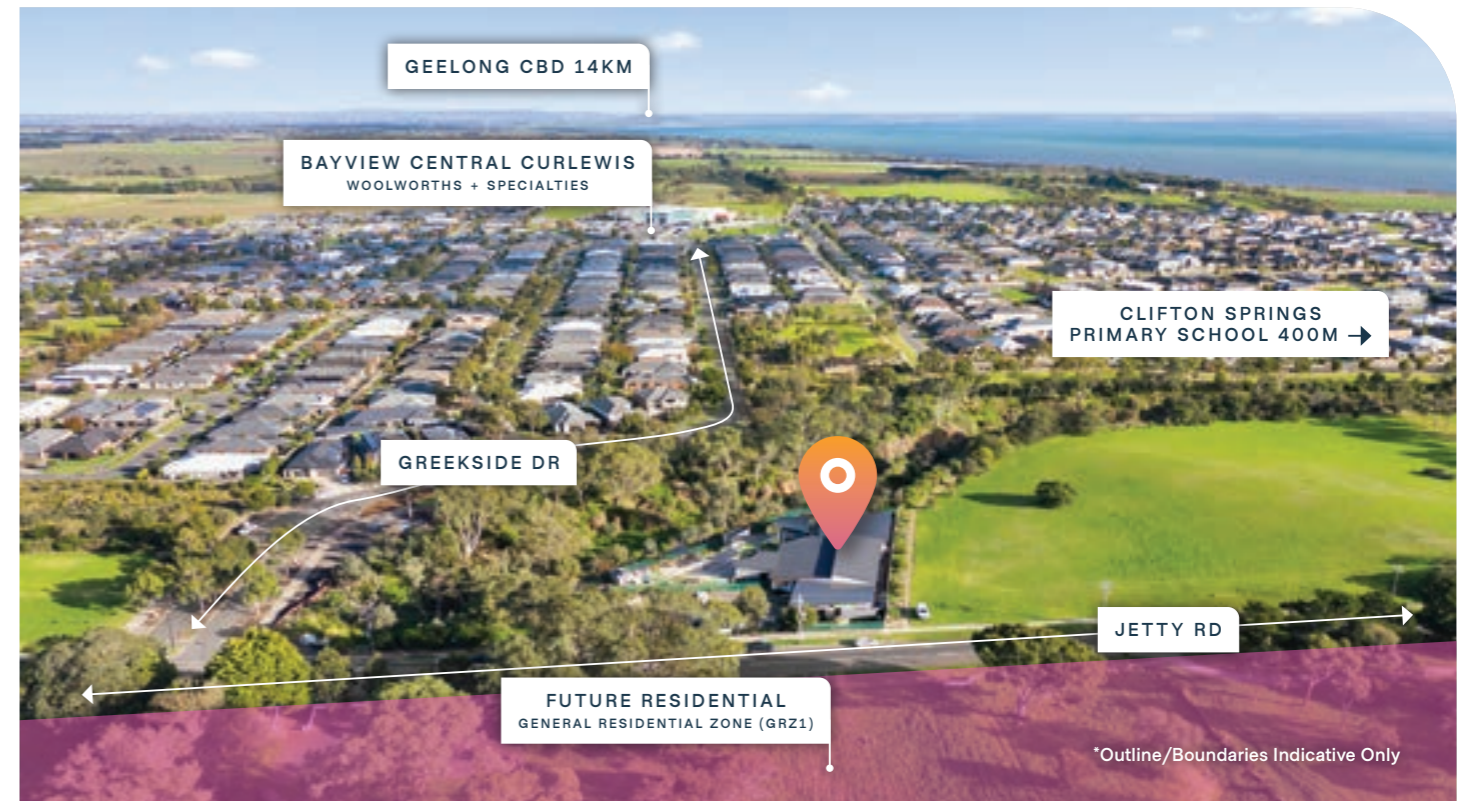 GEELONG CBD 14KM
BAYVIEW CENTRAL CURLEWIS
WOOLWORTHS + SPECIALTIES
CLIFTON SPRINGS
PRIMARY SCHOOL 400M
GREEKSIDE DR
JETTY RD
FUTURE RESIDENTIAL
GENERAL RESIDENTIAL ZONE (GRZ1)
*Outline/Boundaries Indicative Only